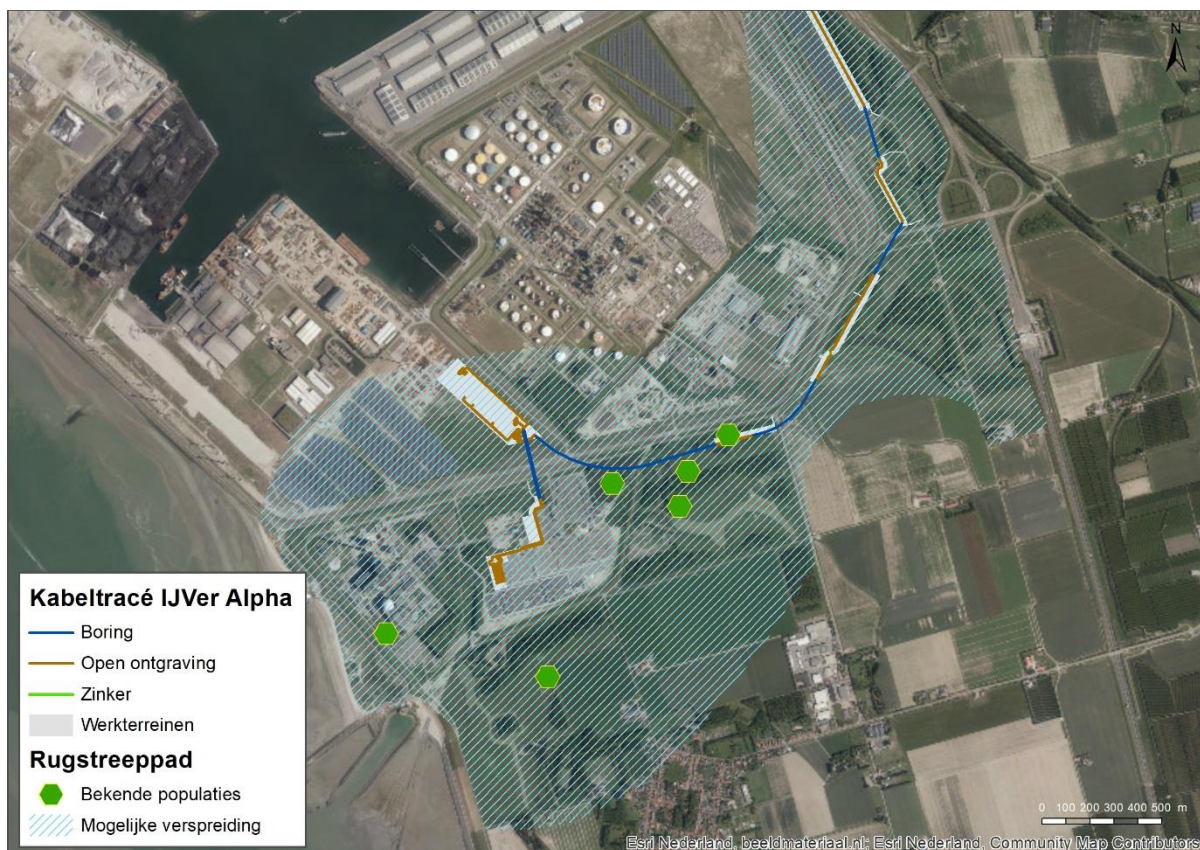 N
Kabeltracé IJVer Alpha
Boring
Open ontgraving
Zinker
Werkterreinen
Rugstreeppad
Bekende populaties
Mogelijke verspreiding
0 100 200 300 400 500 m
Esri Nederland, beeldmateriaal.nl; Esri Nederland, Community Map Contributors